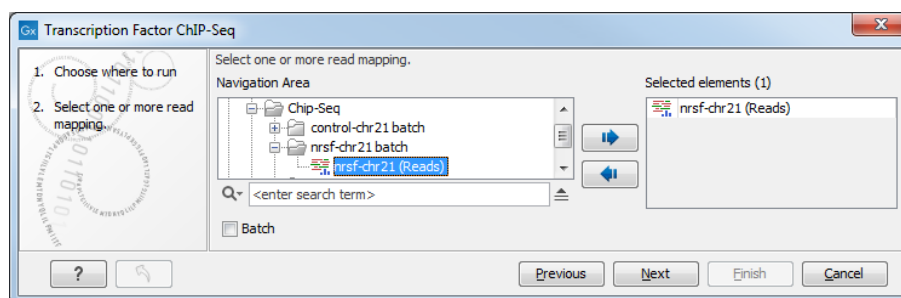 Gx Transcription Factor ChIP-Seq
Select one or more read mapping.
1. Choose where to run
2. Select one or more read
mapping.
Navigation Area
Chip-Seq
control-chr21 batch
nrsf-chr21 batch
nrsf-chr21 (Reads)
<enter search term>
Batch
Selected elements (1)
nrsf-chr21 (Reads)
?
Previous
Next
Finish
Cancel